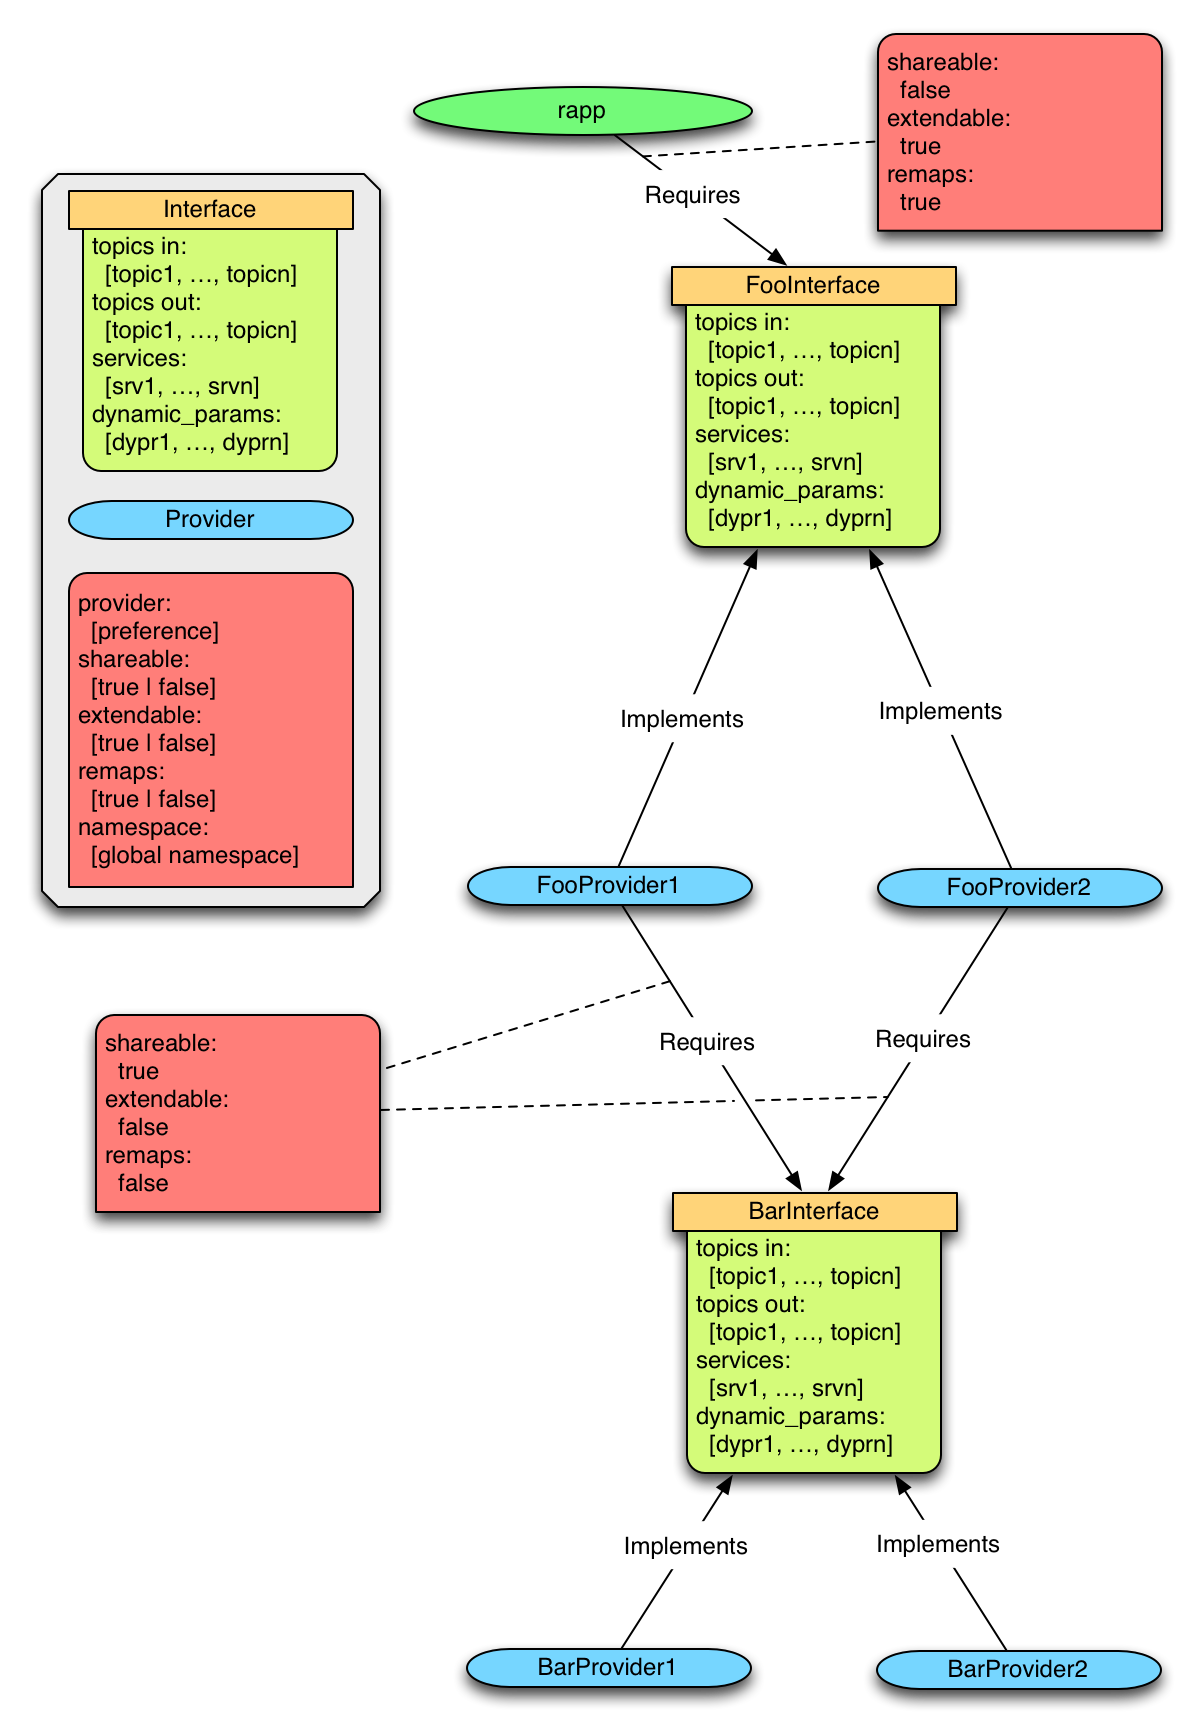 rapp
shareable:
false
extendable:
true
remaps:
true
Requires
Interface
topics in:
[topic1, …, topicn]
topics out:
[topic1, …, topicn]
services:
[srv1, …, srvn]
dynamic_params:
[dypr1, …, dyprn]
Provider
provider:
[preference]
shareable:
[true | false]
extendable:
[true | false]
remaps:
[true | false]
namespace:
[global namespace]
FooInterface
topics in:
[topic1, …, topicn]
topics out:
[topic1, …, topicn]
services:
[srv1, …, srvn]
dynamic_params:
[dypr1, …, dyprn]
Implements
Implements
FooProvider1
FooProvider2
shareable:
true
extendable:
false
remaps:
false
Requires
Requires
BarInterface
topics in:
[topic1, …, topicn]
topics out:
[topic1, …, topicn]
services:
[srv1, …, srvn]
dynamic_params:
[dypr1, …, dyprn]
Implements
Implements
BarProvider1
BarProvider2